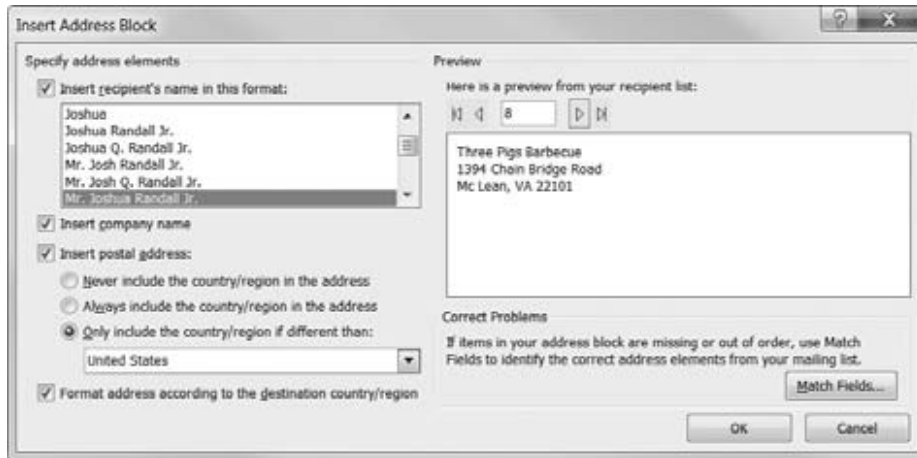 Insert Address Block
Specify address elements
Insert recipient's name in this format:
Joshua
Joshua Randall Jr.
Joshua Q. Randall Jr.
Mr. Josh Randall Jr.
Mr. Josh Q. Randall Jr.
Mr. Joshua Randall Jr.
Insert company name
Insert postal address:
Never include the country/region in the address
Always include the country/region in the address
Only include the country/region if different than:
United States
Format address according to the destination country/region
Preview
Here is a preview from your recipient list:
8
Three Pigs Barbecue
1394 Chain Bridge Road
Mc Lean, VA 22101
Correct Problems
If items in your address block are missing or out of order, use Match
Fields to identify the correct address elements from your mailing list.
Match Fields...
OK
Cancel